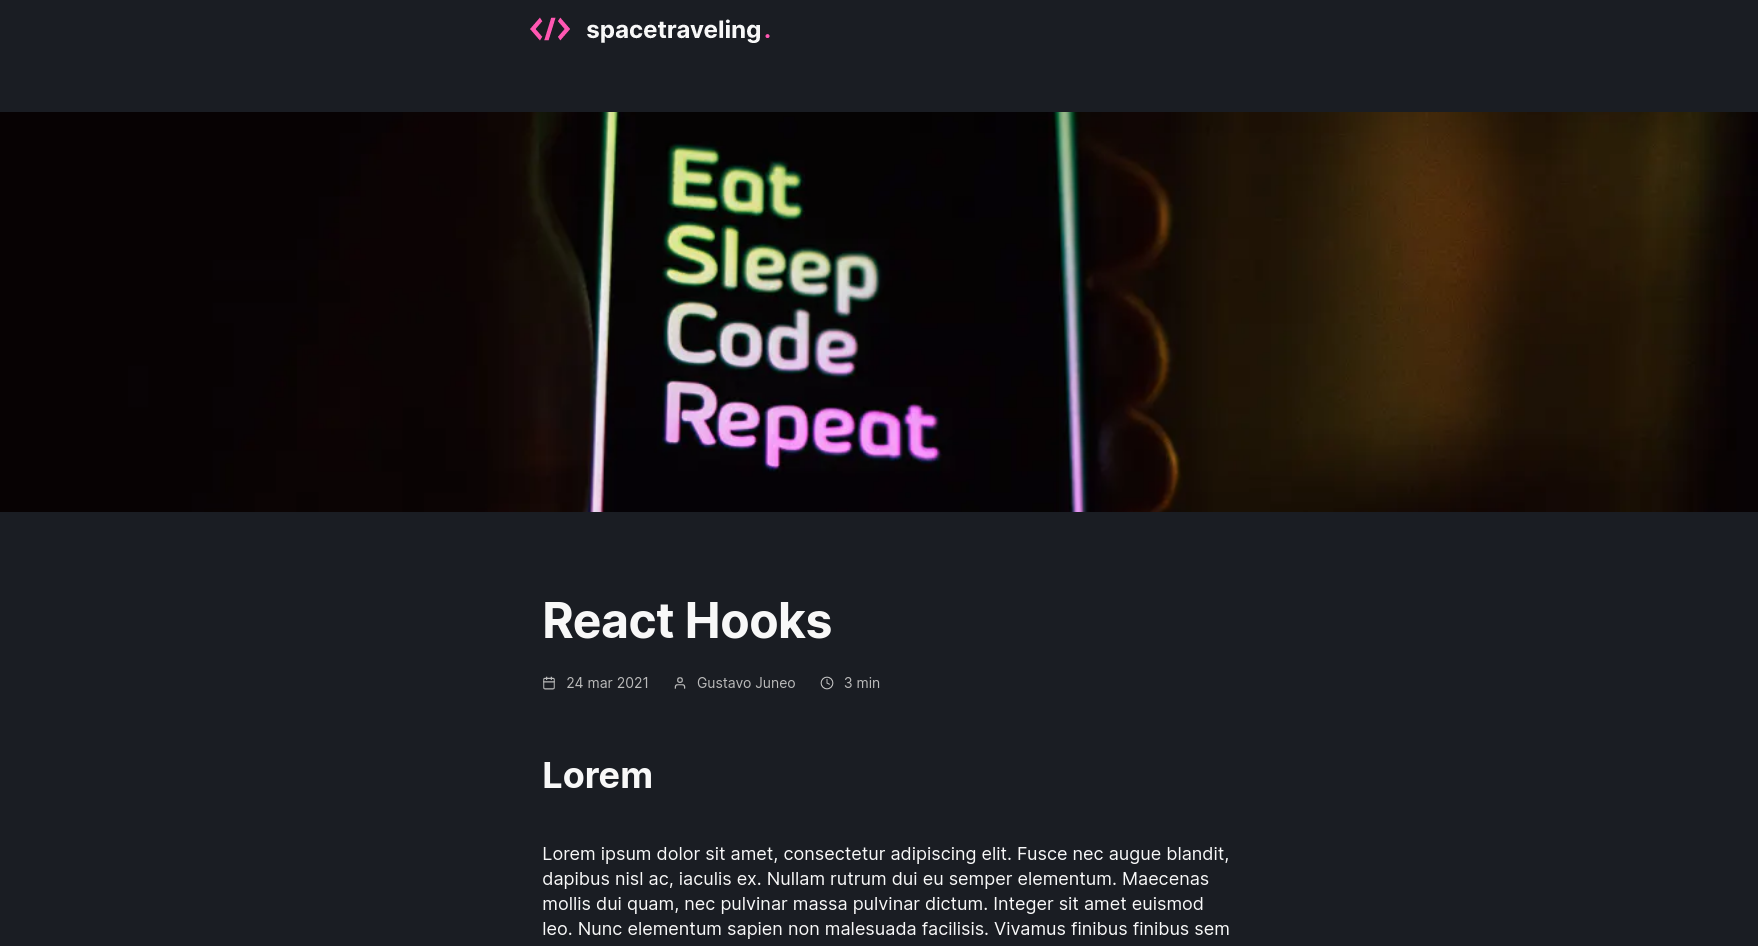 </> spacetraveling.
Eat
Sleep
Code
Repeat
React Hooks
24 mar 2021 Gustavo Juneo 3 min
Lorem
Lorem ipsum dolor sit amet, consectetur adipiscing elit. Fusce nec augue blandit,
dapibus nisl ac, iaculis ex. Nullam rutrum dui eu semper elementum. Maecenas
mollis dui quam, nec pulvinar massa pulvinar dictum. Integer sit amet euismod
leo. Nunc elementum sapien non malesuada facilisis. Vivamus finibus finibus sem